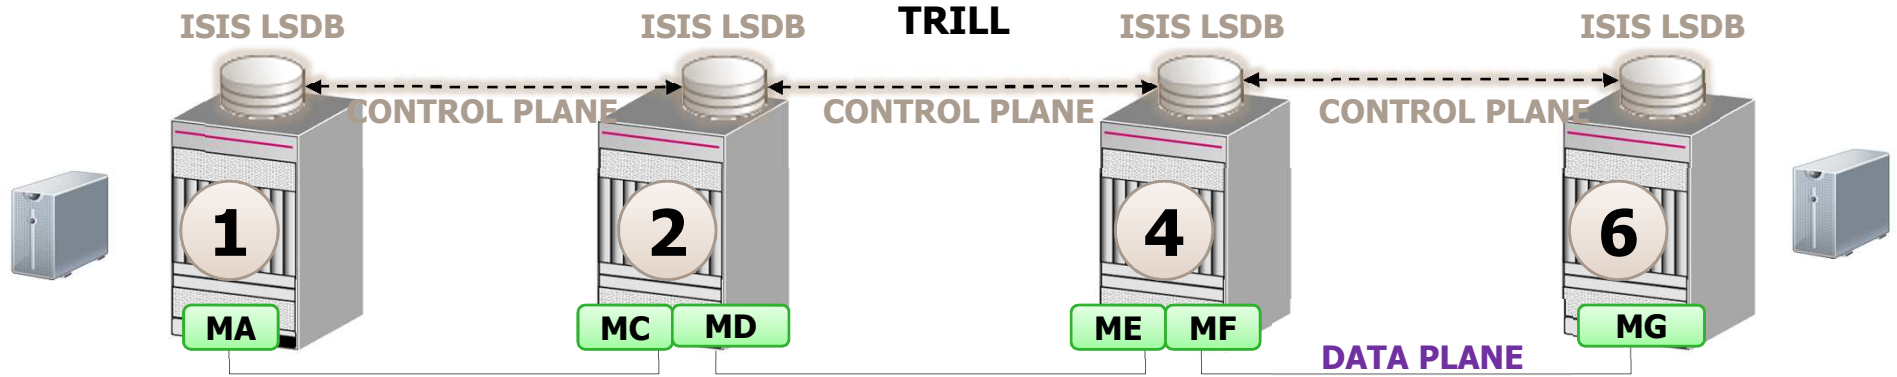 TRILL
ISIS LSDB
ISIS LSDB
ISIS LSDB
ISIS LSDB
CONTROL PLANE
CONTROL PLANE
CONTROL PLANE
1
2
4
6
MA
MC
MD
ME
MF
MG
DATA PLANE